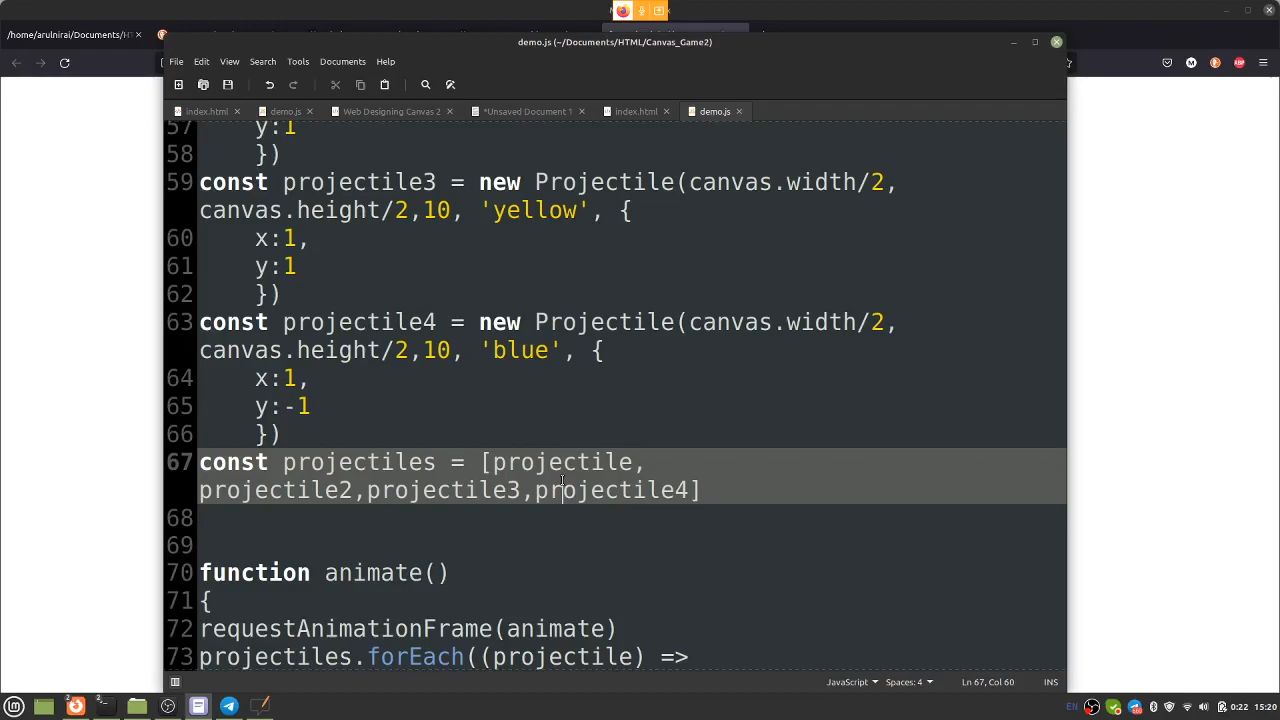 /home/arulnirai/Documents/HT
demo.js (~/Documents/HTML/Canvas_Game2)
File Edit View Search Tools Documents Help
index.html demo.js Web Designing Canvas 2 *Unsaved Document 1 index.html demo.js
57 y:1
58 })
59 const projectile3 = new Projectile(canvas.width/2,
canvas.height/2,10, 'yellow', {
60 x:1,
61 y:1
62 })
63 const projectile4 = new Projectile(canvas.width/2,
canvas.height/2,10, 'blue', {
64 x:1,
65 y:-1
66 })
67 const projectiles = [projectile,
projectile2,projectile3,projectile4]
68
69
70 function animate()
71 {
72 requestAnimationFrame(animate)
73 projectiles.forEach((projectile) =>
JavaScript Spaces: 4 Ln 67, Col 60 INS
EN 0:22 15:26